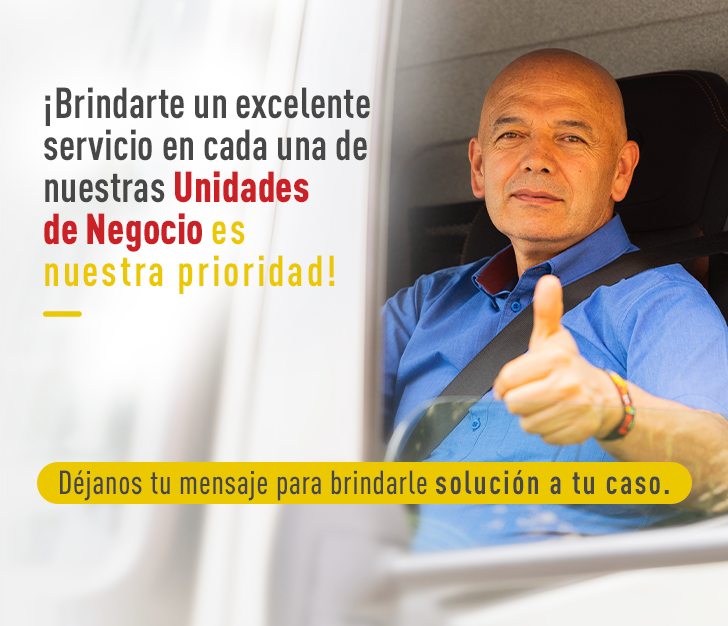 ¡Brindarte un excelente
servicio en cada una de
nuestras Unidades
de Negocio es
nuestra prioridad!
Déjanos tu mensaje para brindarle solución a tu caso.